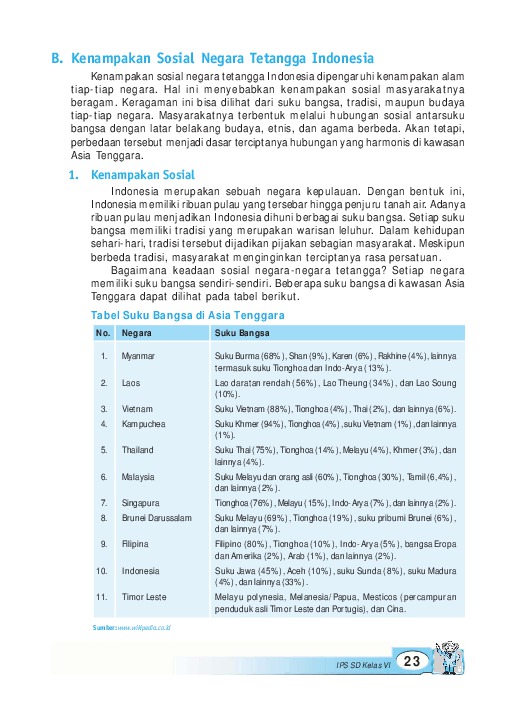 B. Kenampakan Sosial Negara Tetangga Indonesia
Kenampakan sosial negara tetangga Indonesia dipengaruhi kenampakan alam
tiap-tiap negara. Hal ini menyebabkan kenampakan sosial masyarakatnya
beragam. Keragaman ini bisa dilihat dari suku bangsa, tradisi, maupun budaya
tiap-tiap negara. Masyarakatnya terbentuk melalui hubungan sosial antarsuku
bangsa dengan latar belakang budaya, etnis, dan agama berbeda. Akan tetapi,
perbedaan tersebut menjadi dasar terciptanya hubungan yang harmonis di kawasan
Asia Tenggara.
1. Kenampakan Sosial
Indonesia merupakan sebuah negara kepulauan. Dengan bentuk ini,
Indonesia memiliki ribuan pulau yang tersebar hingga penjuru tanah air. Adanya
ribuan pulau menjadikan Indonesia dihuni berbagai suku bangsa. Setiap suku
bangsa memiliki tradisi yang merupakan warisan leluhur. Dalam kehidupan
sehari-hari, tradisi tersebut dijadikan pijakan sebagian masyarakat. Meskipun
berbeda tradisi, masyarakat menginginkan terciptanya rasa persatuan.
Bagaimana keadaan sosial negara-negara tetangga? Setiap negara
memiliki suku bangsa sendiri-sendiri. Beberapa suku bangsa di kawasan Asia
Tenggara dapat dilihat pada tabel berikut.
Tabel Suku Bangsa di Asia Tenggara
No. Negara Suku Bangsa
1. Myanmar Suku Burma (68%), Shan (9%), Karen (6%), Rakhine (4%), lainnya
termasuk suku Tionghoa dan Indo-Arya (13%).
2. Laos Lao dataran rendah (56%), Lao Theung (34%), dan Lao Soung
(10%).
3. Vietnam Suku Vietnam (88%), Tionghoa (4%), Thai (2%), dan lainnya (6%).
4. Kampuchea Suku Khmer (94%), Tionghoa (4%), suku Vietnam (1%), dan lainnya
(1%).
5. Thailand Suku Thai (75%), Tionghoa (14%), Melayu (4%), Khmer (3%), dan
lainnya (4%).
6. Malaysia Suku Melayu dan orang asli (60%), Tionghoa (30%), Tamil (6,4%),
dan lainnya (2%).
7. Singapura Tionghoa (76%), Melayu (15%), Indo-Arya (7%), dan lainnya (2%).
8. Brunei Darussalam Suku Melayu (69%), Tionghoa (19%), suku pribumi Brunei (6%),
dan lainnya (7%).
9. Filipina Filipino (80%), Tionghoa (10%), Indo-Arya (5%), bangsa Eropa
dan Amerika (2%), Arab (1%), dan lainnya (2%).
10. Indonesia Suku Jawa (45%), Aceh (10%), suku Sunda (8%), suku Madura
(4%), dan lainnya (33%).
11. Timor Leste Melayu polynesia, Melanesia/Papua, Mesticos (percampuran
penduduk asli Timor Leste dan Portugis), dan Cina.
Sumber: www.wikipedia.co.id
IPS SD Kelas VI 23